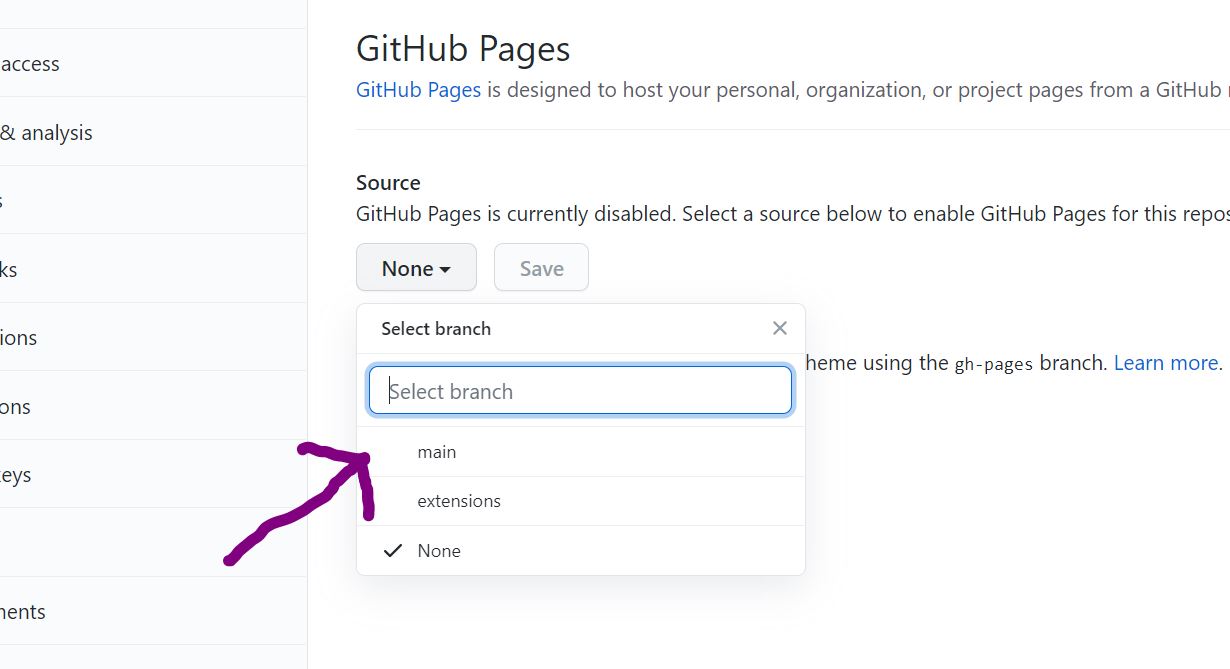 GitHub Pages
access
GitHub Pages is designed to host your personal, organization, or project pages from a GitHub
& analysis
Source
GitHub Pages is currently disabled. Select a source below to enable GitHub Pages for this repos
None Save
Select branch
heme using the gh-pages branch. Learn more.
Select branch
main
extensions
None
ks
ions
ons
eys
ments